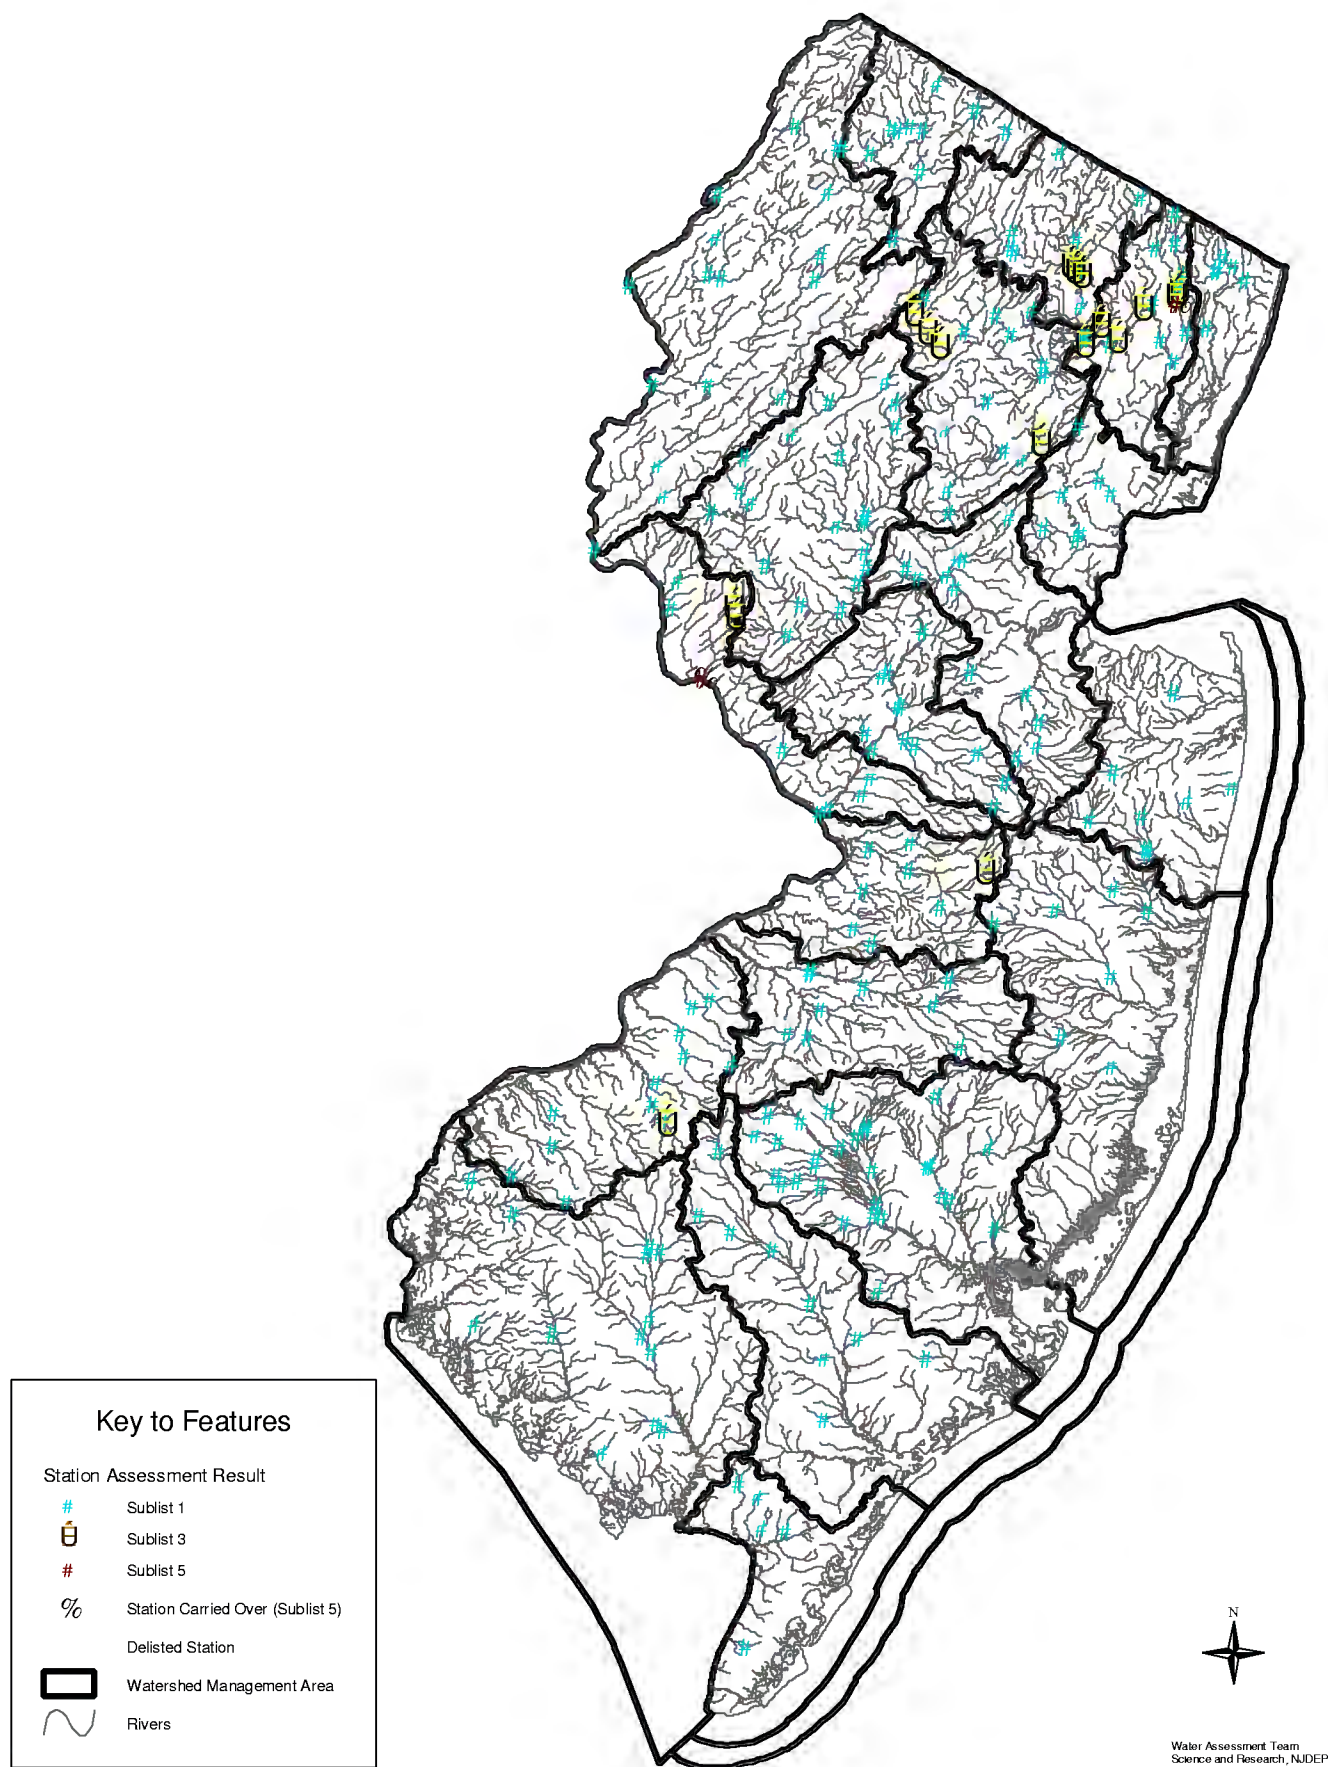 Key to Features
Station Assessment Result
# Sublist 1
Sublist 3
# Sublist 5
% Station Carried Over (Sublist 5)
Delisted Station
Watershed Management Area
Rivers
N
Water Assessment Team
Science and Research, NJDEP